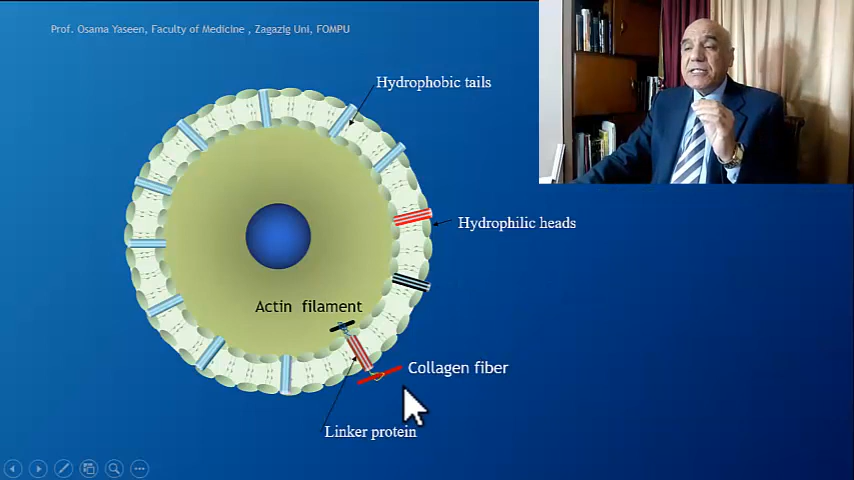 Prof. Osama Yaseen, Faculty of Medicine , Zagazig Uni, FOMPU
Hydrophobic tails
Hydrophilic heads
Actin filament
Collagen fiber
Linker protein